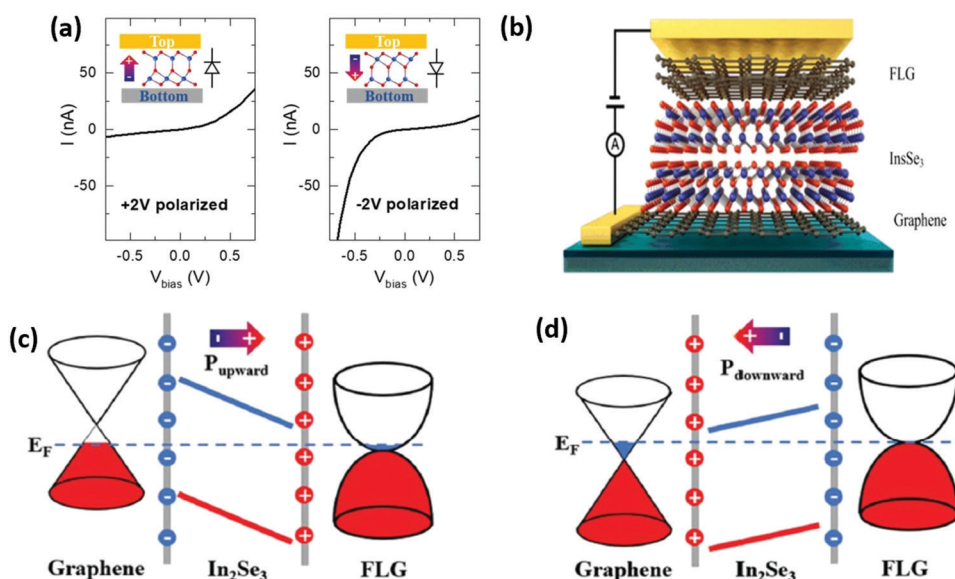 (a)
50
0
-50
I (nA)
Top
+
-
Bottom
+2V polarized
-0.5 0.0 0.5
V_bias (V)
50
0
-50
I (nA)
Top
-
+
Bottom
-2V polarized
-0.5 0.0 0.5
V_bias (V)
(b)
A
FLG
InsSe₃
Graphene
(c)
- +
P_upward
E_F
Graphene In₂Se₃ FLG
(d)
+ -
P_downward
E_F
Graphene In₂Se₃ FLG